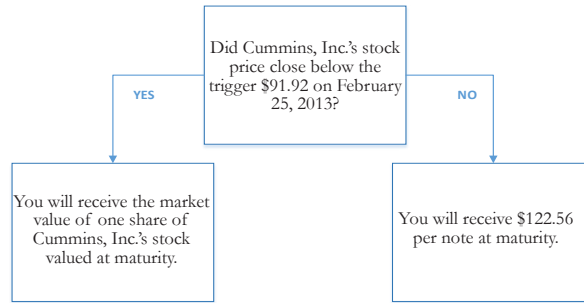 Did Cummins, Inc.'s stock
price close below the
trigger $91.92 on February
25, 2013?
YES
NO
You will receive the market
value of one share of
Cummins, Inc.'s stock
valued at maturity.
You will receive $122.56
per note at maturity.